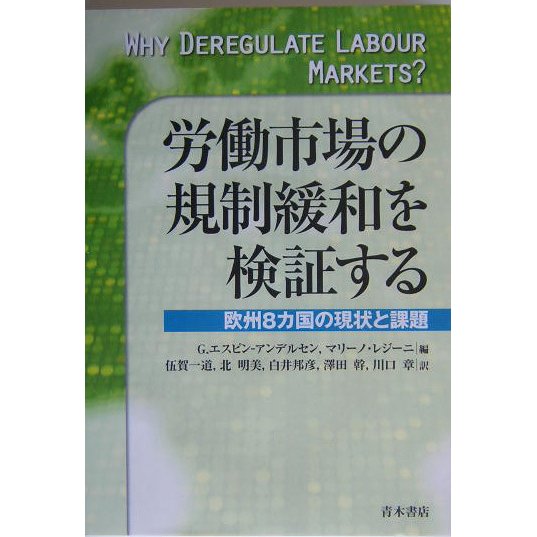 WHY DEREGULATE LABOUR
MARKETS?
労働市場の
規制緩和を
検証する
欧州8カ国の現状と課題
G.エスピン-アンデルセン,マリーノ・レジーニ|編
伍賀一道,北 明美,白井邦彦,澤田 幹,川口 章|訳
青木書店